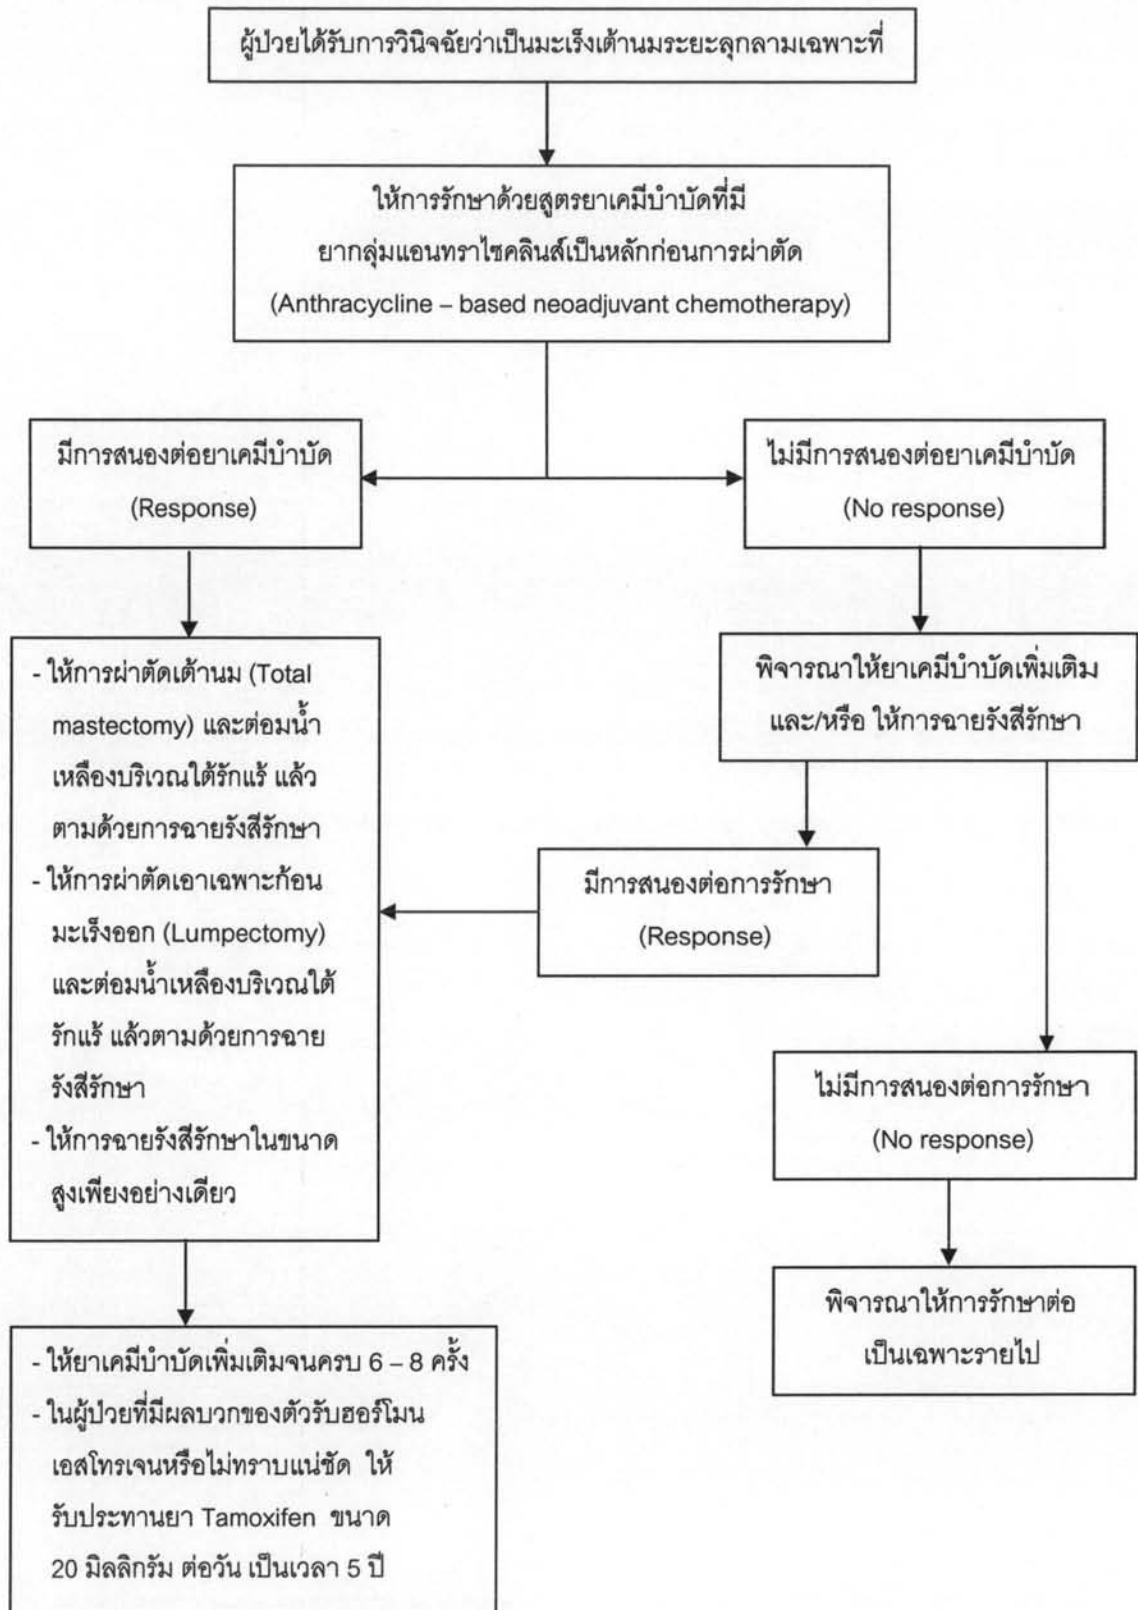 ผู้ป่วยได้รับการวินิจฉัยว่าเป็นมะเร็งเต้านมระยะลุกลามเฉพาะที่
ให้การรักษาด้วยสูตรยาเคมีบำบัดที่มี
ยากลุ่มแอนทราไซคลินส์เป็นหลักก่อนการผ่าตัด
(Anthracycline – based neoadjuvant chemotherapy)
มีการสนองต่อยาเคมีบำบัด
(Response)
ไม่มีการสนองต่อยาเคมีบำบัด
(No response)
- ให้การผ่าตัดเต้านม (Total
mastectomy) และต่อมน้ำ
เหลืองบริเวณใต้รักแร้ แล้ว
ตามด้วยการฉายรังสีรักษา
- ให้การผ่าตัดเอาเฉพาะก้อน
มะเร็งออก (Lumpectomy)
และต่อมน้ำเหลืองบริเวณใต้
รักแร้ แล้วตามด้วยการฉาย
รังสีรักษา
- ให้การฉายรังสีรักษาในขนาด
สูงเพียงอย่างเดียว
พิจารณาให้ยาเคมีบำบัดเพิ่มเติม
และ/หรือ ให้การฉายรังสีรักษา
มีการสนองต่อการรักษา
(Response)
ไม่มีการสนองต่อการรักษา
(No response)
พิจารณาให้การรักษาต่อ
เป็นเฉพาะรายไป
- ให้ยาเคมีบำบัดเพิ่มเติมจนครบ 6 – 8 ครั้ง
- ในผู้ป่วยที่มีผลบวกของตัวรับฮอร์โมน
เอสโทรเจนหรือไม่ทราบแน่ชัด ให้
รับประทานยา Tamoxifen ขนาด
20 มิลลิกรัม ต่อวัน เป็นเวลา 5 ปี